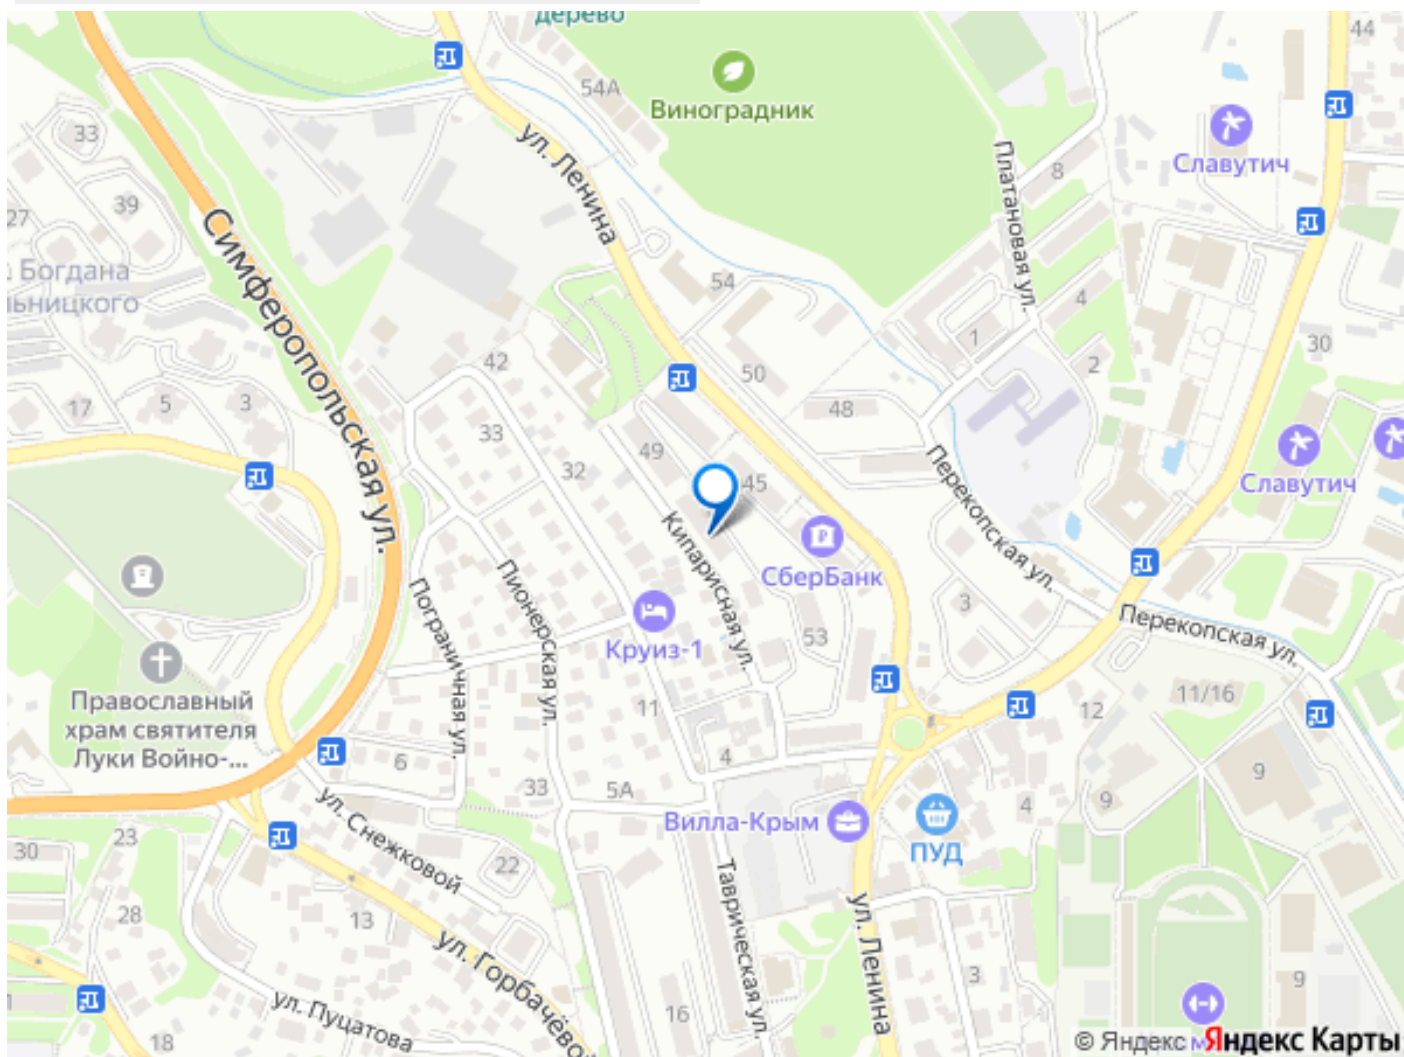 дерево
44
54А
Виноградник
ул. Ленина
33
Славутич
Платановая ул.
8
39
27
Симферопольская ул.
. Богдана
льницкого
54
4
1
30
2
42
50
17
5
3
48
33
49
32
45
Славутич
Перекопская ул.
Кипарисная ул.
СберБанк
Пионерская ул.
Пограничная ул.
3
Круиз-1
53
Перекопская ул.
Православный
храм святителя
Луки Войно-...
11
11/16
12
6
4
9
33
5А
9
4
ул. Снежковой
Вилла-Крым
ПУД
23
30
22
Таврическая ул.
28
13
ул. Ленина
ул. Горбачёво
3
9
ул. Пуцатова
16
18
© Яндекс
Яндекс Карты